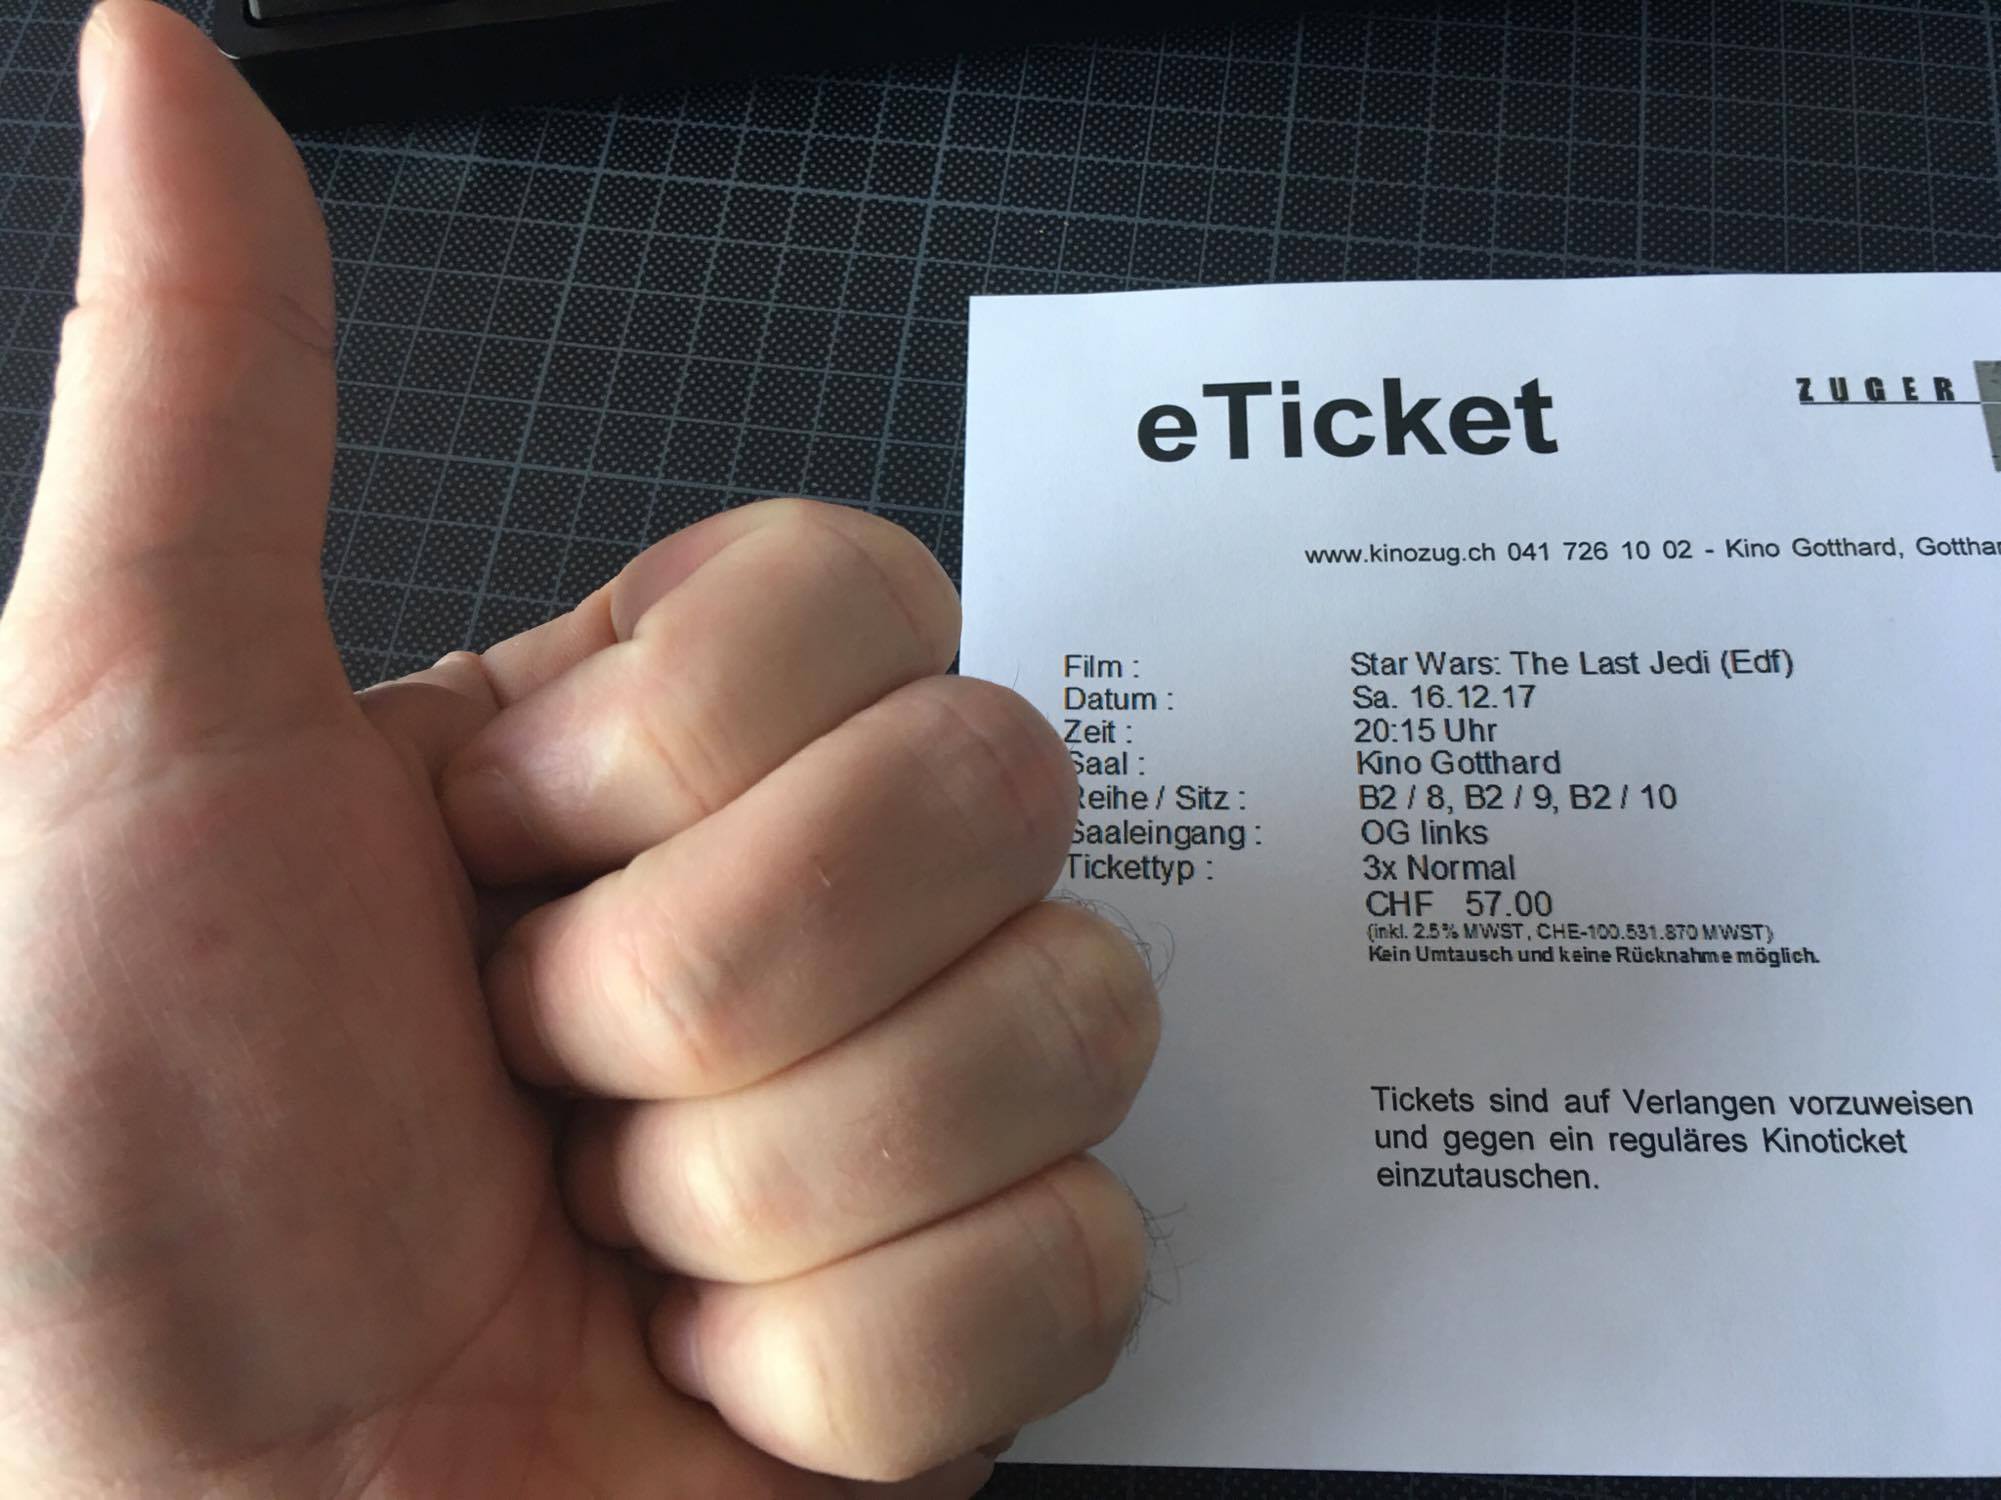 eTicket
ZUGER
www.kinozug.ch 041 726 10 02 - Kino Gotthard,
Film : Star Wars: The Last Jedi (Edf)
Datum : Sa. 16.12.17
Zeit : 20:15 Uhr
Saal : Kino Gotthard
Reihe / Sitz : B2 / 8, B2 / 9, B2 / 10
Saaleingang : OG links
Tickettyp : 3x Normal
CHF 57.00
(inkl. 2.5% MWST, CHE-100.531.870 MWST)
Kein Umtausch und keine Rücknahme möglich.
Tickets sind auf Verlangen vorzuweisen
und gegen ein reguläres Kinoticket
einzutauschen.